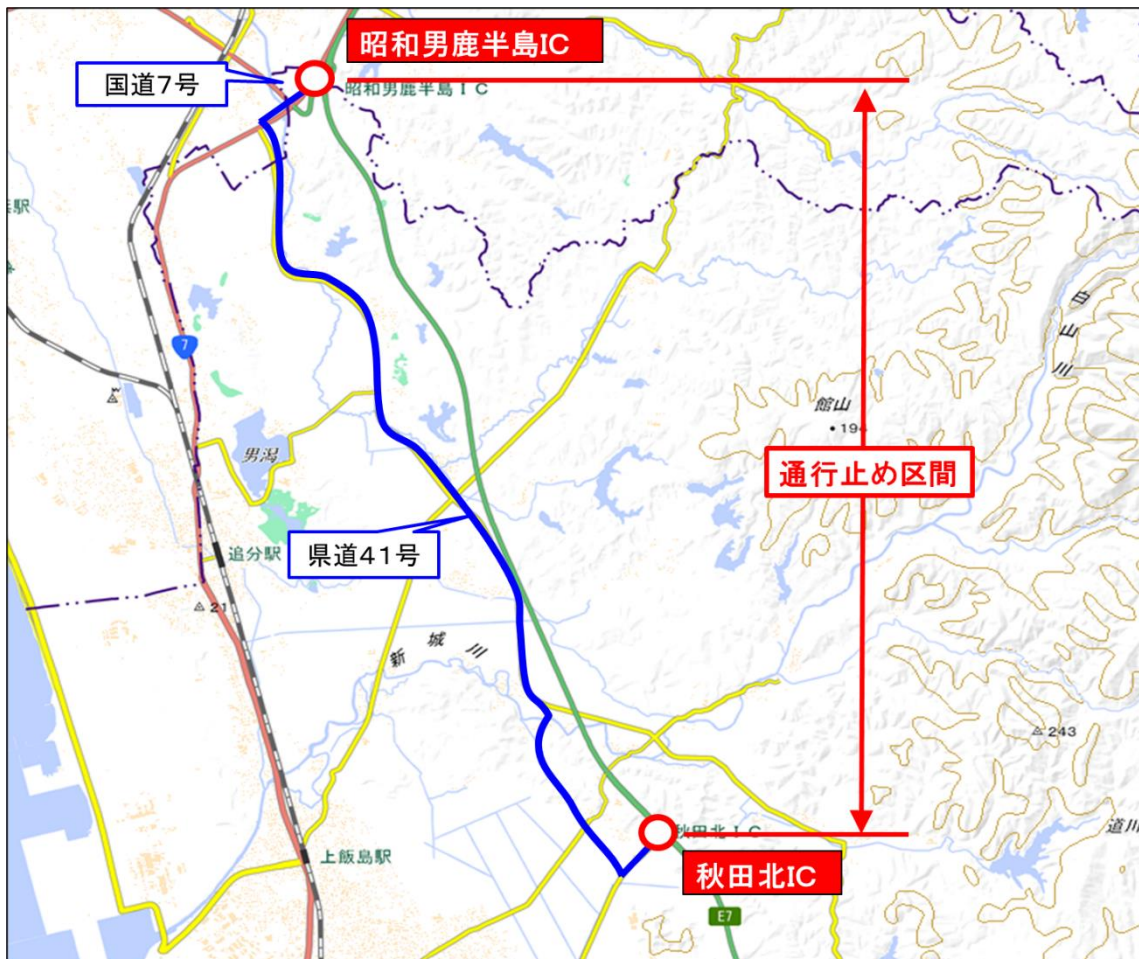 昭和男鹿半島IC
国道7号
昭和男鹿半島IC
7
白山川
館山
194
男潟
通行止め区間
追分駅
県道41号
21
新城川
243
秋田北IC
道川
上飯島駅
秋田北IC
E7